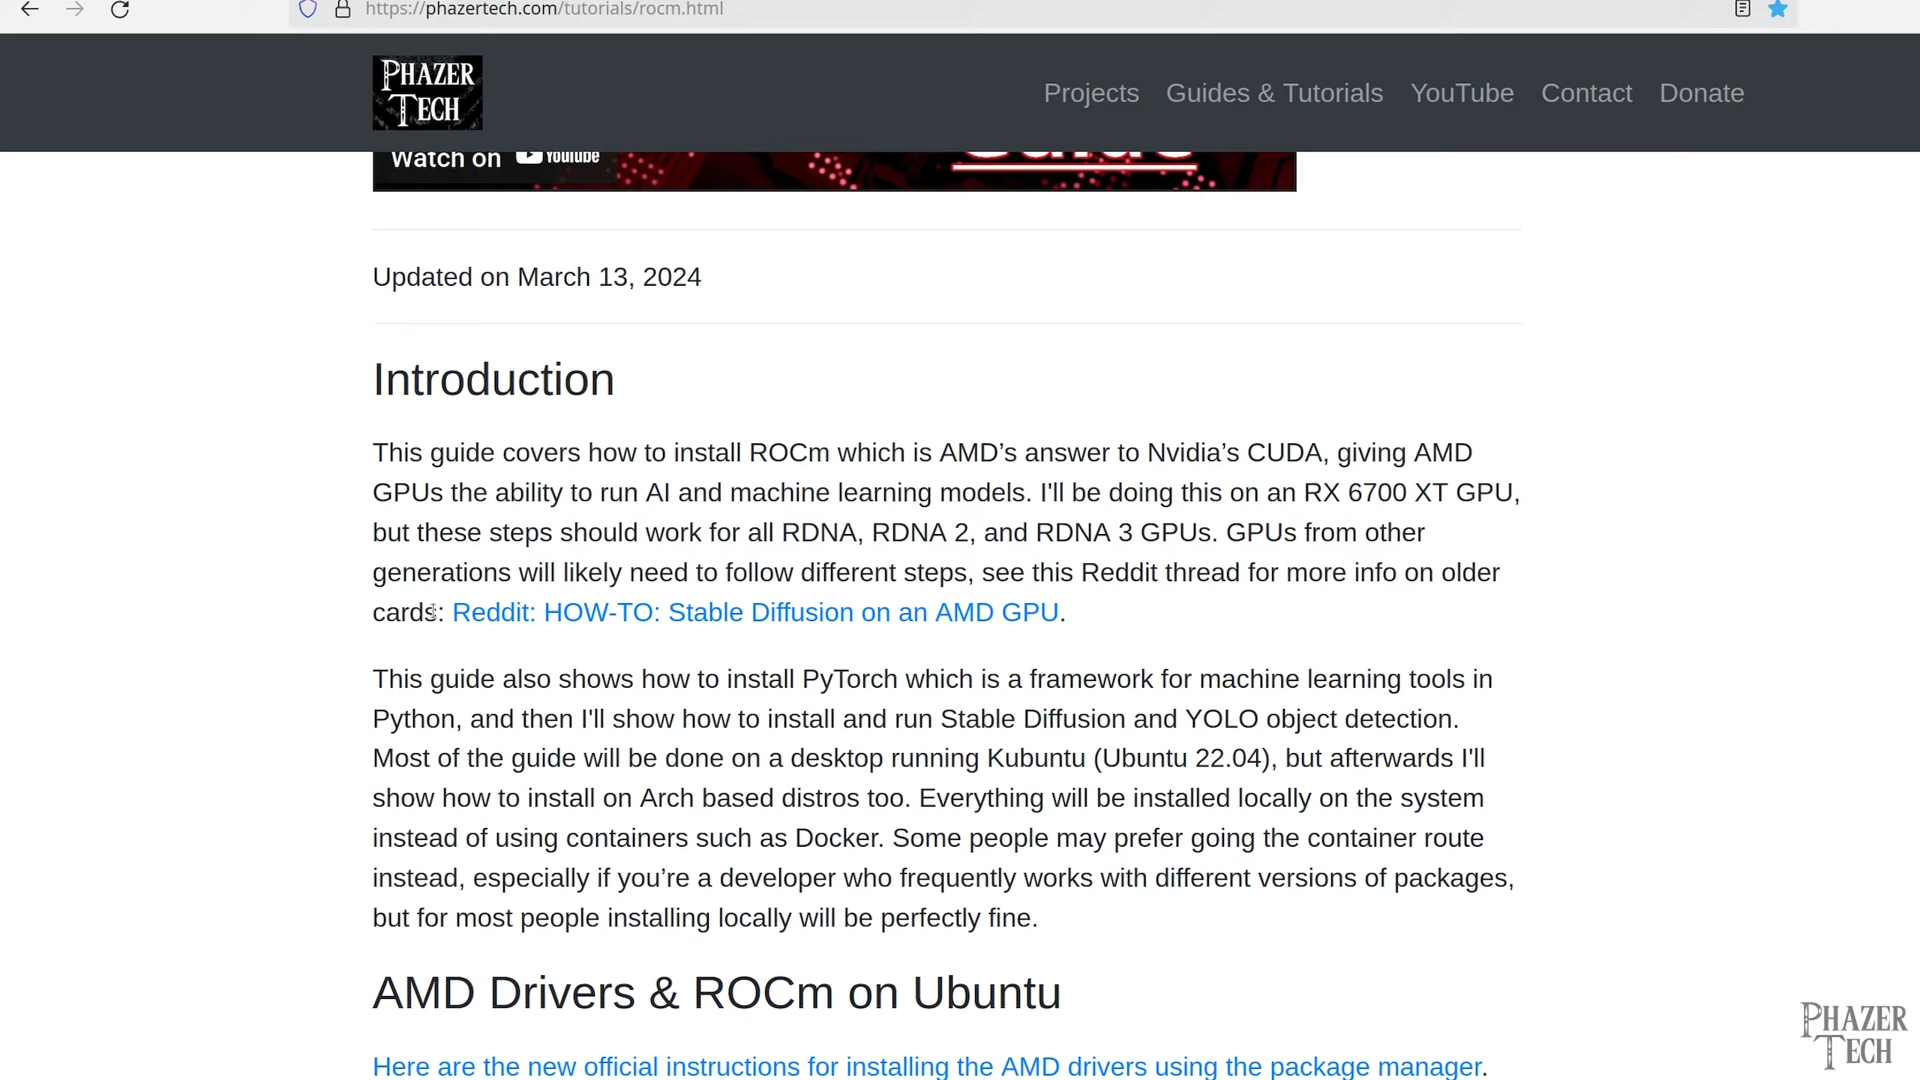 https://phazertech.com/tutorials/rocm.html
PHAZER
TECH
Projects
Guides & Tutorials
YouTube
Contact
Donate
Watch on YouTube
Updated on March 13, 2024
Introduction
This guide covers how to install ROCm which is AMD’s answer to Nvidia’s CUDA, giving AMD
GPUs the ability to run AI and machine learning models. I'll be doing this on an RX 6700 XT GPU,
but these steps should work for all RDNA, RDNA 2, and RDNA 3 GPUs. GPUs from other
generations will likely need to follow different steps, see this Reddit thread for more info on older
cards: Reddit: HOW-TO: Stable Diffusion on an AMD GPU.
This guide also shows how to install PyTorch which is a framework for machine learning tools in
Python, and then I'll show how to install and run Stable Diffusion and YOLO object detection.
Most of the guide will be done on a desktop running Kubuntu (Ubuntu 22.04), but afterwards I'll
show how to install on Arch based distros too. Everything will be installed locally on the system
instead of using containers such as Docker. Some people may prefer going the container route
instead, especially if you’re a developer who frequently works with different versions of packages,
but for most people installing locally will be perfectly fine.
AMD Drivers & ROCm on Ubuntu
Here are the new official instructions for installing the AMD drivers using the package manager.
PHAZER
TECH